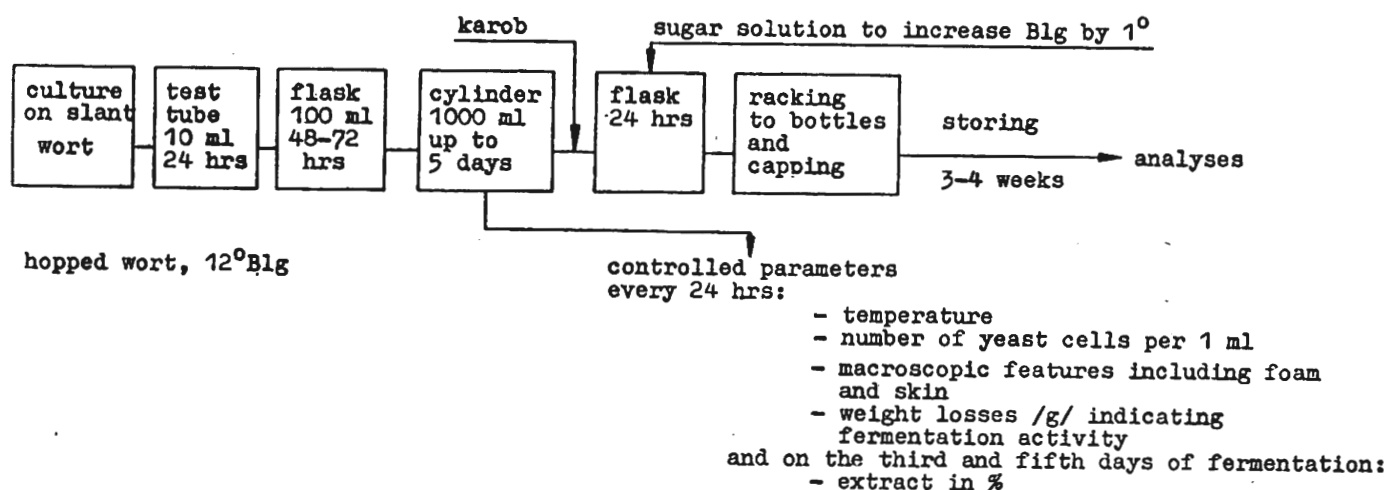 karob
sugar solution to increase Blg by 1°
culture
on slant
wort
test
tube
10 ml
24 hrs
flask
100 ml
48-72
hrs
cylinder
1000 ml
up to
5 days
flask
24 hrs
racking
to bottles
and
capping
storing
3-4 weeks
analyses
hopped wort, 12°Blg
controlled parameters
every 24 hrs:
- temperature
- number of yeast cells per 1 ml
- macroscopic features including foam
and skin
- weight losses /g/ indicating
fermentation activity
and on the third and fifth days of fermentation:
- extract in %